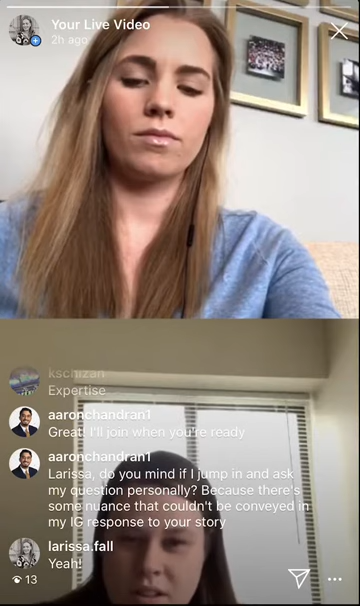 Your Live Video
2h ago
kschizan
Expertise
aaronchandran1
Great! I'll join when you're ready
aaronchandran1
Larissa, do you mind if I jump in and ask
my question personally? Because there's
some nuance that couldn't be conveyed in
my IG response to your story
larissa.fall
Yeah!
13